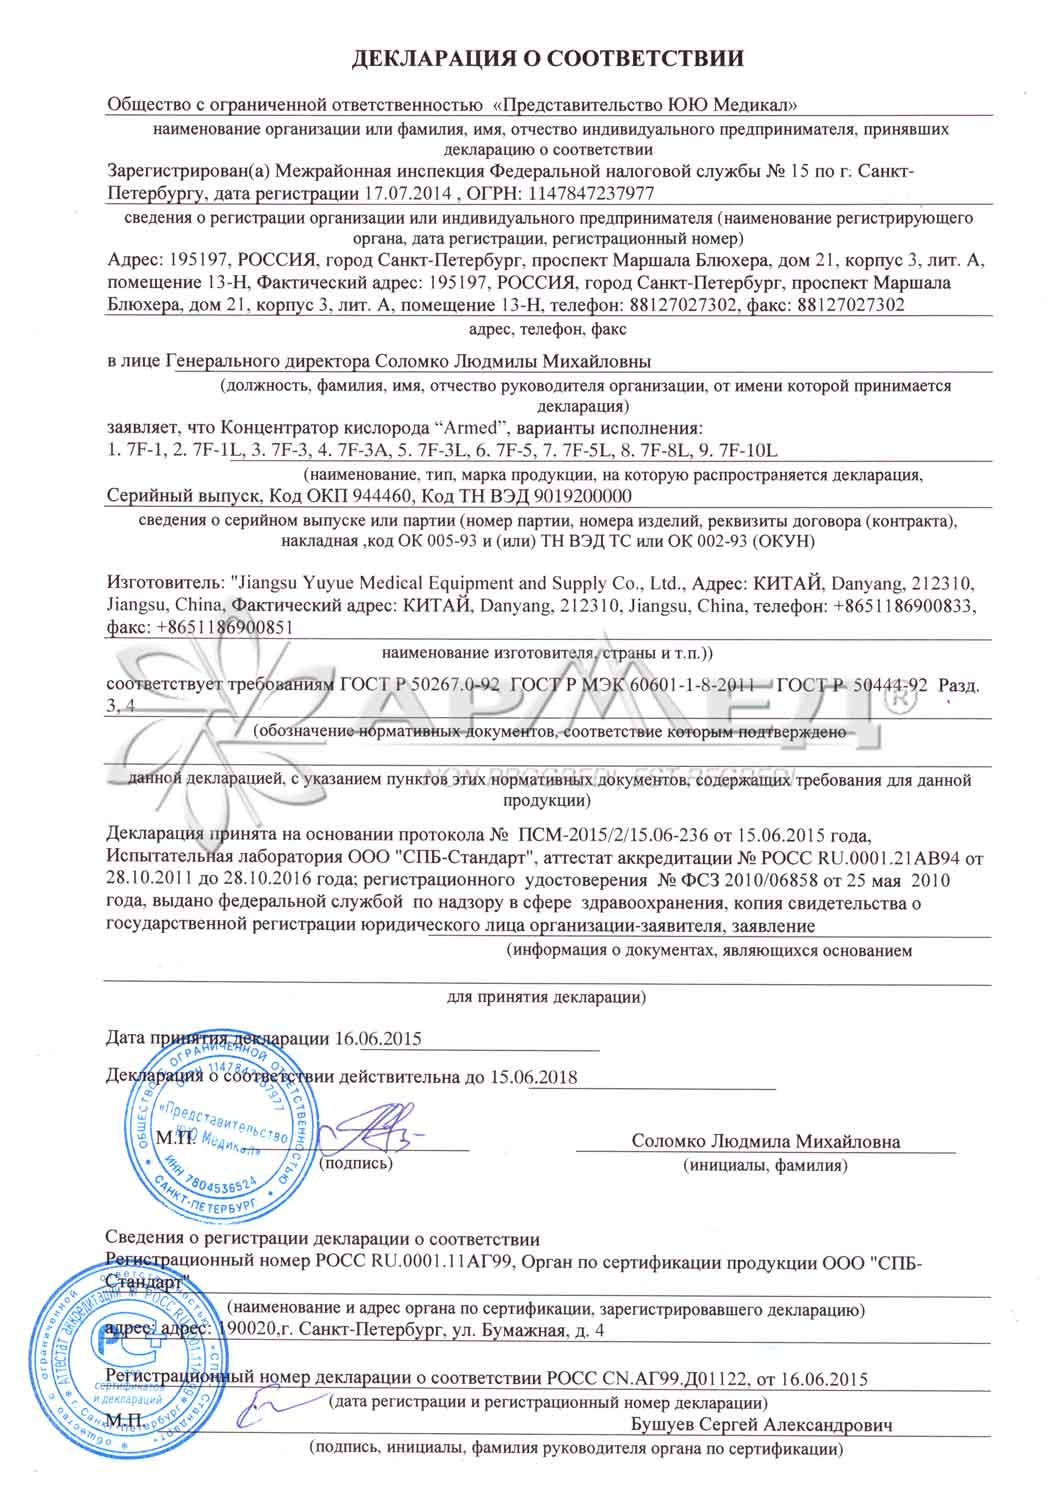 ДЕКЛАРАЦИЯ О СООТВЕТСТВИИ
Общество с ограниченной ответственностью «Представительство ЮЮ Медикал»
наименование организации или фамилия, имя, отчество индивидуального предпринимателя, принявших
декларацию о соответствии
Зарегистрирован(а) Межрайонная инспекция Федеральной налоговой службы № 15 по г. Санкт-
Петербургу, дата регистрации 17.07.2014 , ОГРН: 1147847237977
сведения о регистрации организации или индивидуального предпринимателя (наименование регистрирующего
органа, дата регистрации, регистрационный номер)
Адрес: 195197, РОССИЯ, город Санкт-Петербург, проспект Маршала Блюхера, дом 21, корпус 3, лит. А,
помещение 13-Н, Фактический адрес: 195197, РОССИЯ, город Санкт-Петербург, проспект Маршала
Блюхера, дом 21, корпус 3, лит. А, помещение 13-Н, телефон: 88127027302, факс: 88127027302
адрес, телефон, факс
в лице Генерального директора Соломко Людмилы Михайловны
(должность, фамилия, имя, отчество руководителя организации, от имени которой принимается
декларация)
заявляет, что Концентратор кислорода “Armed”, варианты исполнения:
1. 7F-1, 2. 7F-1L, 3. 7F-3, 4. 7F-3A, 5. 7F-3L, 6. 7F-5, 7. 7F-5L, 8. 7F-8L, 9. 7F-10L
(наименование, тип, марка продукции, на которую распространяется декларация,
Серийный выпуск, Код ОКП 944460, Код ТН ВЭД 9019200000
сведения о серийном выпуске или партии (номер партии, номера изделий, реквизиты договора (контракта),
накладная ,код ОК 005-93 и (или) ТН ВЭД ТС или ОК 002-93 (ОКУН)
Изготовитель: "Jiangsu Yuyue Medical Equipment and Supply Co., Ltd., Адрес: КИТАЙ, Danyang, 212310,
Jiangsu, China, Фактический адрес: КИТАЙ, Danyang, 212310, Jiangsu, China, телефон: +8651186900833,
факс: +8651186900851
наименование изготовителя, страны и т.п.))
соответствует требованиям ГОСТ Р 50267.0-92 ГОСТ Р МЭК 60601-1-8-2011 ГОСТ Р 50444-92 Разд.
3, 4
АРМЕД ®
(обозначение нормативных документов, соответствие которым подтверждено
NON PROGREDI, EST REGREDI
данной декларацией, с указанием пунктов этих нормативных документов, содержащих требования для данной
продукции)
Декларация принята на основании протокола № ПСМ-2015/2/15.06-236 от 15.06.2015 года,
Испытательная лаборатория ООО "СПБ-Стандарт", аттестат аккредитации № РОСС RU.0001.21АВ94 от
28.10.2011 до 28.10.2016 года; регистрационного удостоверения № ФСЗ 2010/06858 от 25 мая 2010
года, выдано федеральной службой по надзору в сфере здравоохранения, копия свидетельства о
государственной регистрации юридического лица организации-заявителя, заявление
(информация о документах, являющихся основанием
для принятия декларации)
Дата принятия декларации 16.06.2015
Декларация о соответствии действительна до 15.06.2018
ОБЩЕСТВО С ОГРАНИЧЕННОЙ ОТВЕТСТВЕННОСТЬЮ
ОГРН 1147847237977
«Представительство
ЮЮ Медикал»
ИНН 7804536524
САНКТ-ПЕТЕРБУРГ
М.П.
Соломко Людмила Михайловна
(подпись)
(инициалы, фамилия)
Сведения о регистрации декларации о соответствии
Регистрационный номер РОСС RU.0001.11АГ99, Орган по сертификации продукции ООО "СПБ-
Стандарт"
(наименование и адрес органа по сертификации, зарегистрировавшего декларацию)
адрес: адрес: 190020,г. Санкт-Петербург, ул. Бумажная, д. 4
Регистрационный номер декларации о соответствии РОСС CN.АГ99.Д01122, от 16.06.2015
(дата регистрации и регистрационный номер декларации)
М.П.
Бушуев Сергей Александрович
(подпись, инициалы, фамилия руководителя органа по сертификации)
общество с ограниченной ответственностью «СПБ-Стандарт»
Аттестат аккредитации № РОСС RU.0001.11АГ99
г. Санкт-Петербург
сертификатов
и деклараций